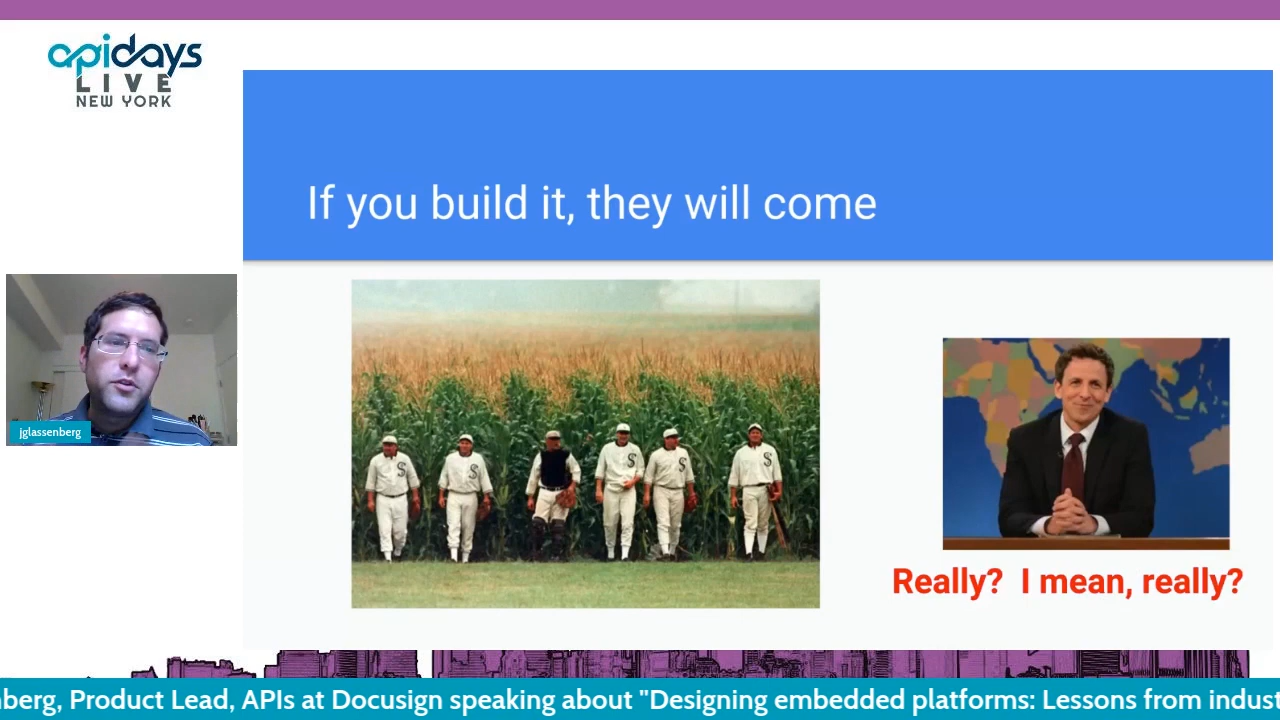 apidays
LIVE
NEW YORK
If you build it, they will come
jglassenberg
Really? I mean, really?
berg, Product Lead, APIs at Docusign speaking about "Designing embedded platforms: Lessons from indust